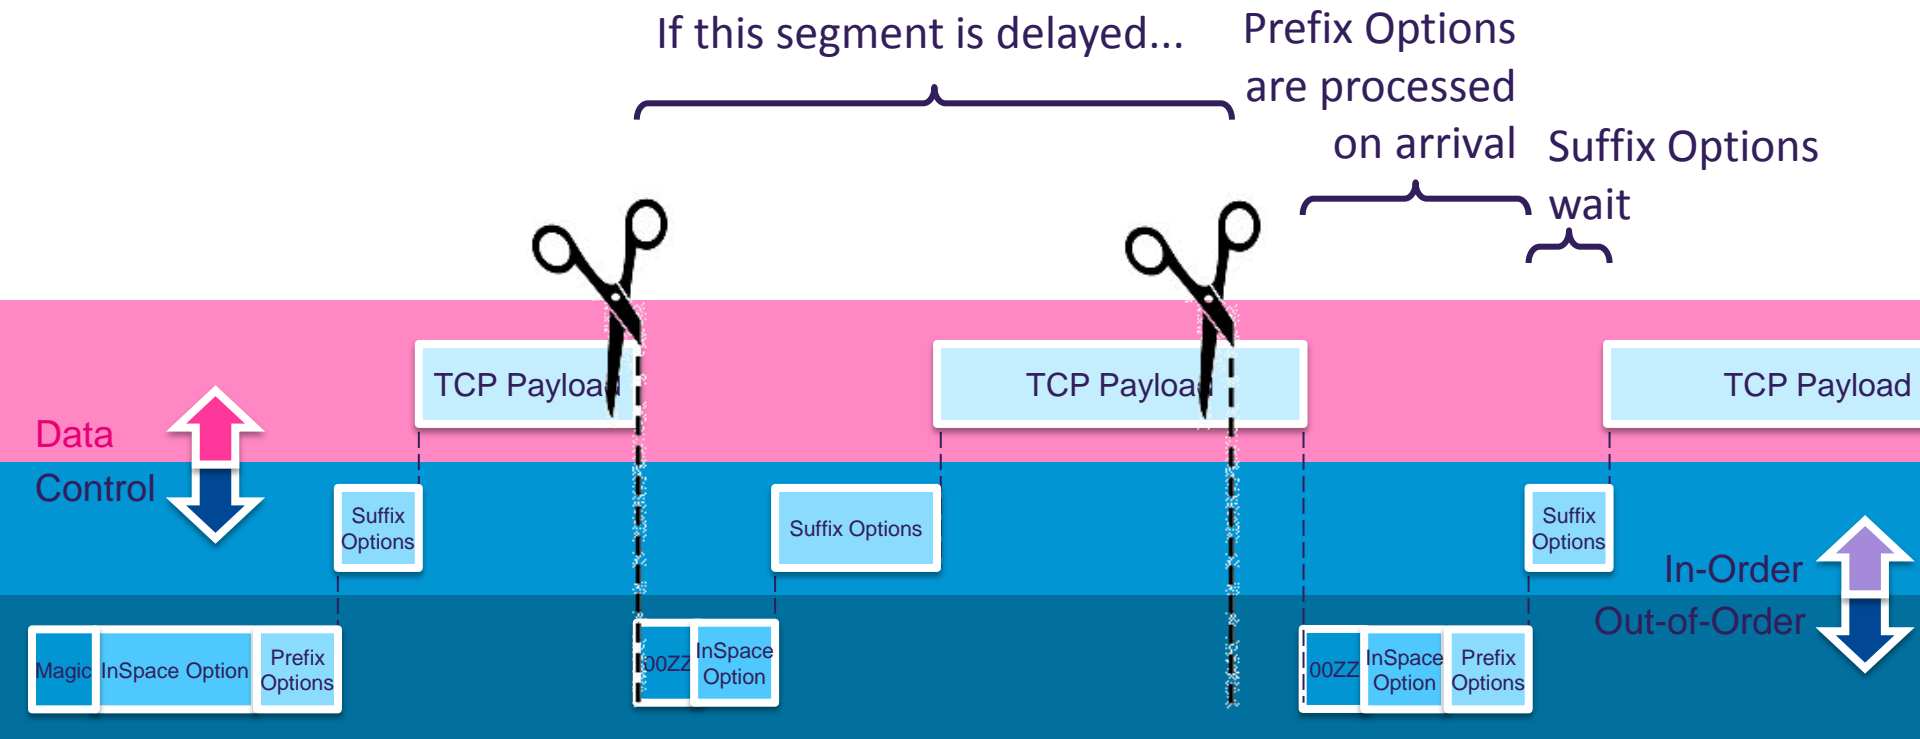 If this segment is delayed...
Prefix Options
are processed
on arrival
Suffix Options
wait
TCP Payload
TCP Payload
TCP Payload
Data
Control
Suffix
Options
Suffix Options
Suffix
Options
In-Order
Out-of-Order
Magic
InSpace Option
Prefix
Options
00ZZ
InSpace
Option
00ZZ
InSpace
Option
Prefix
Options